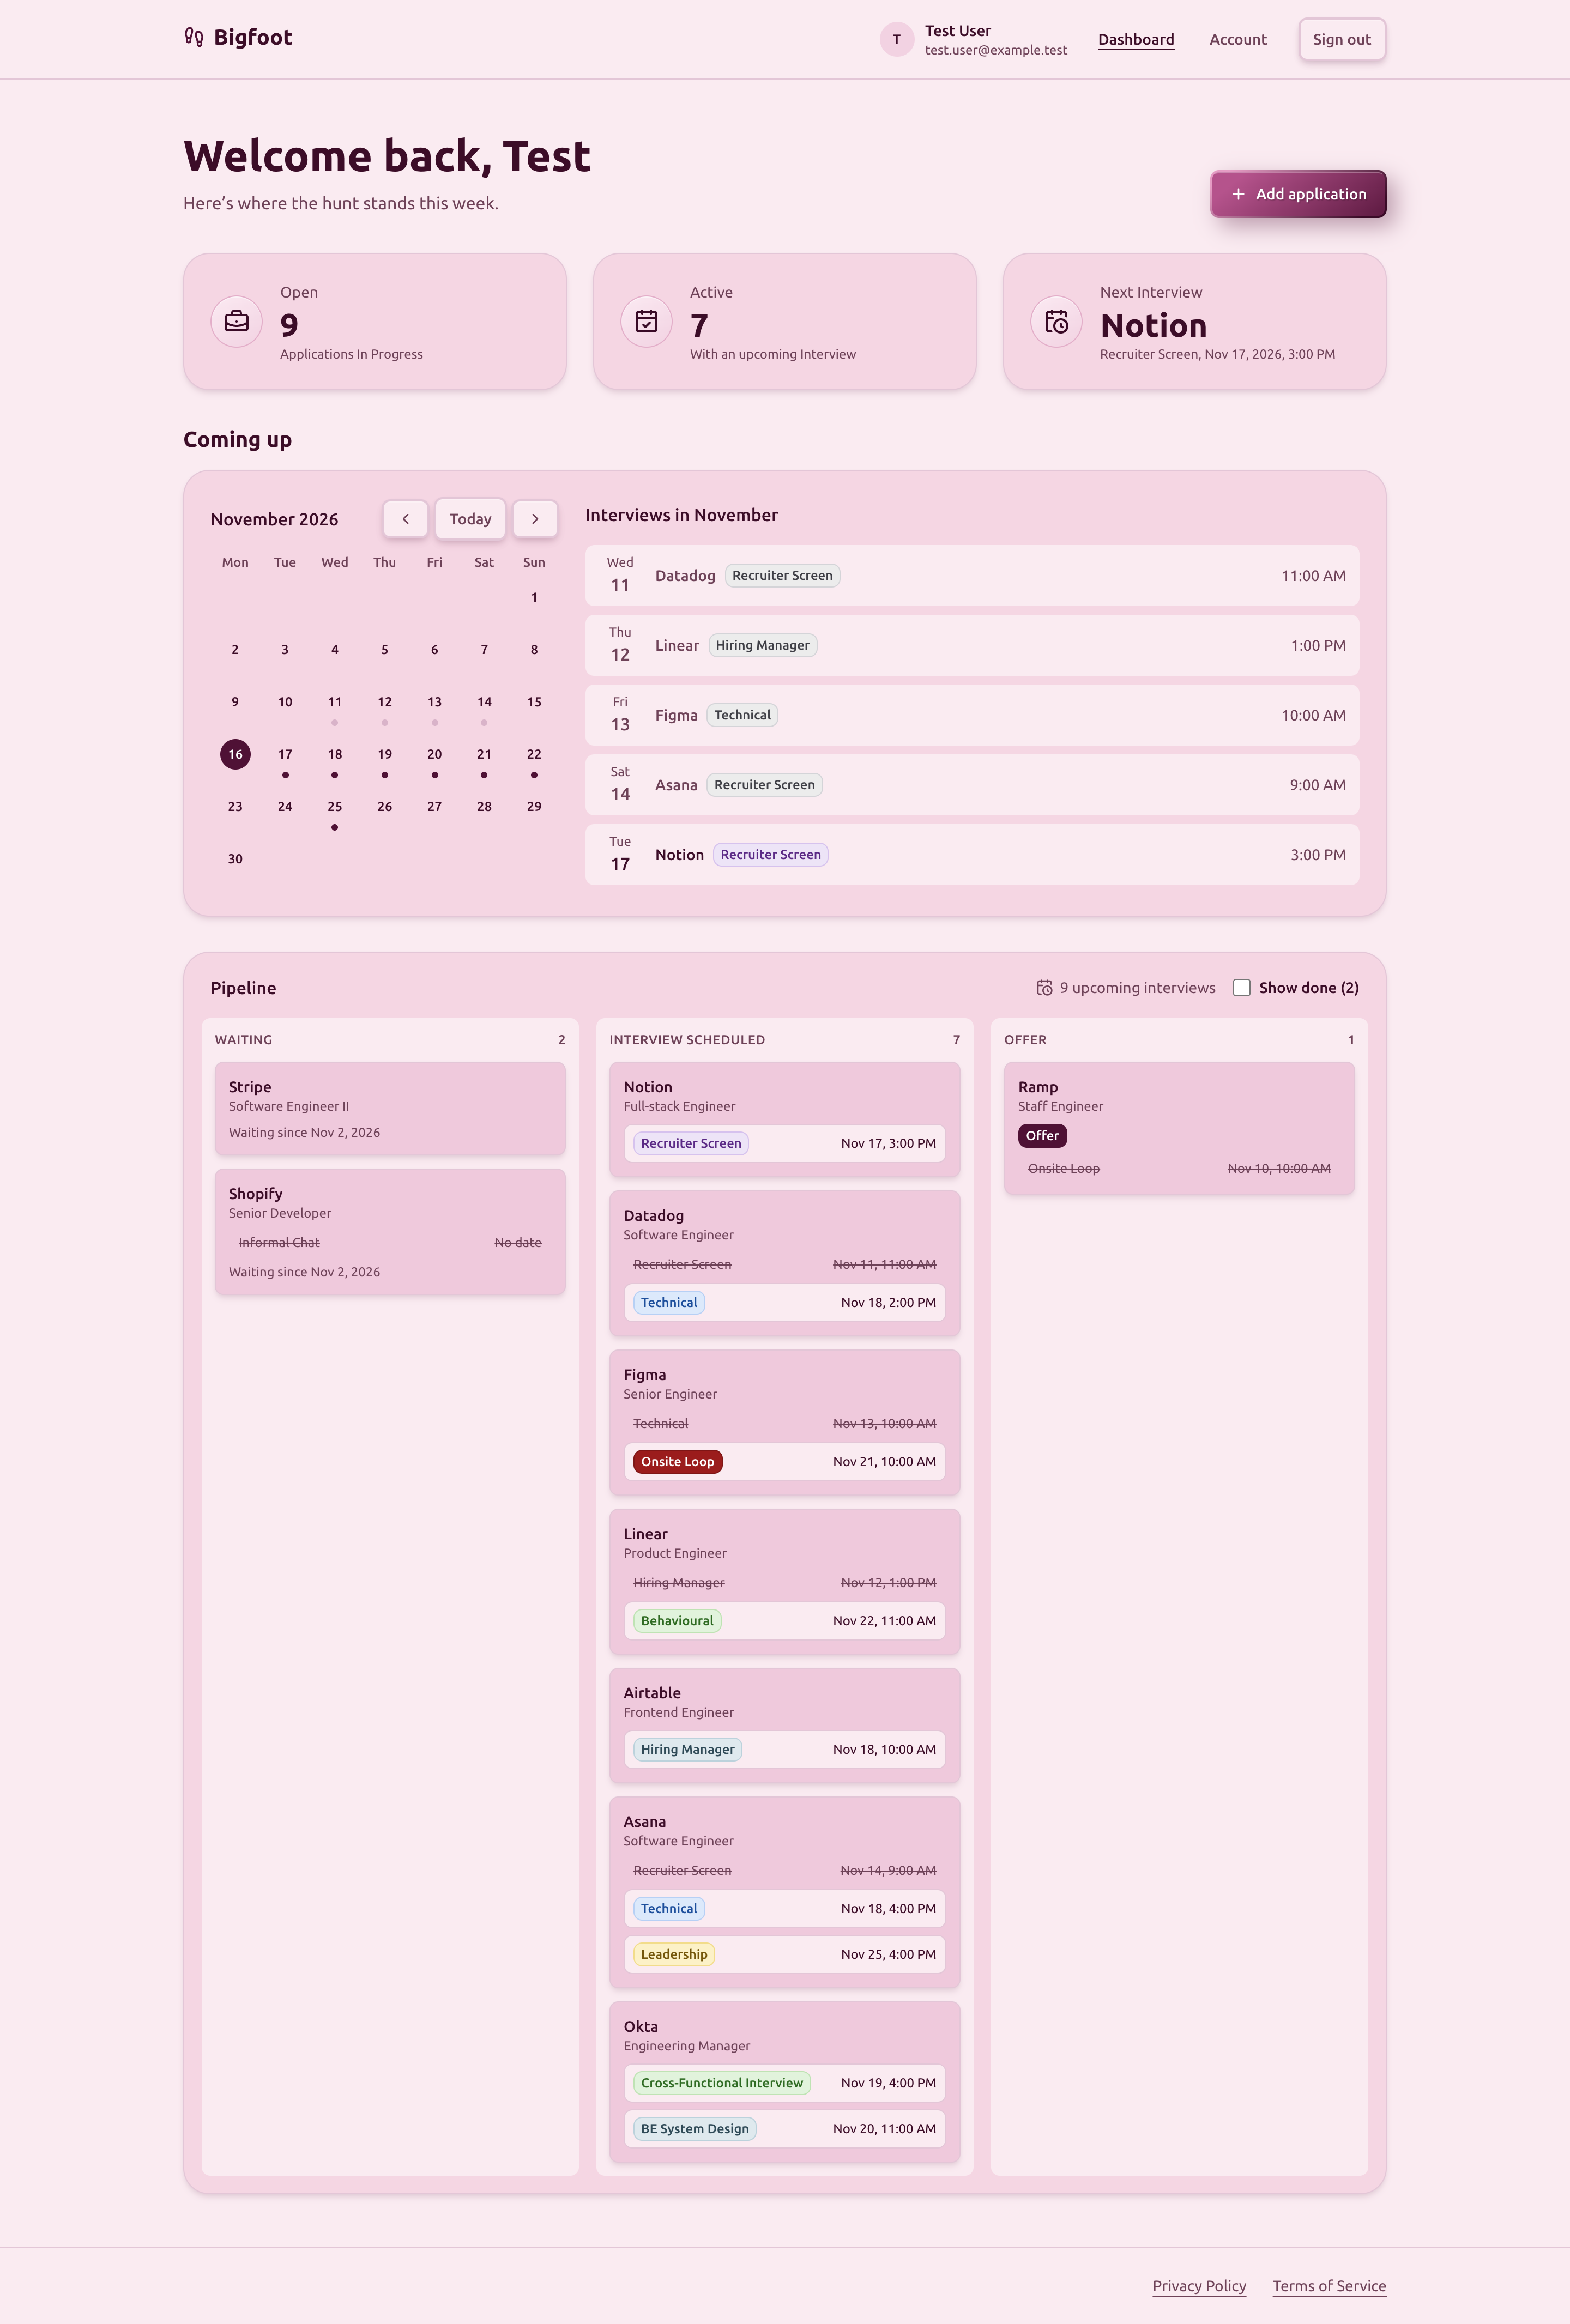 Bigfoot
T
Test User
test.user@example.test
Dashboard
Account
Sign out
Welcome back, Test
Here’s where the hunt stands this week.
Add application
Open
9
Applications In Progress
Active
7
With an upcoming Interview
Next Interview
Notion
Recruiter Screen, Nov 17, 2026, 3:00 PM
Coming up
November 2026
Today
Mon Tue Wed Thu Fri Sat Sun
1
2 3 4 5 6 7 8
9 10 11 12 13 14 15
16 17 18 19 20 21 22
23 24 25 26 27 28 29
30
Interviews in November
Wed
11
Datadog Recruiter Screen 11:00 AM
Thu
12
Linear Hiring Manager 1:00 PM
Fri
13
Figma Technical 10:00 AM
Sat
14
Asana Recruiter Screen 9:00 AM
Tue
17
Notion Recruiter Screen 3:00 PM
Pipeline
9 upcoming interviews
Show done (2)
WAITING 2
Stripe
Software Engineer II
Waiting since Nov 2, 2026
Shopify
Senior Developer
Informal Chat No date
Waiting since Nov 2, 2026
INTERVIEW SCHEDULED 7
Notion
Full-stack Engineer
Recruiter Screen Nov 17, 3:00 PM
Datadog
Software Engineer
Recruiter Screen Nov 11, 11:00 AM
Technical Nov 18, 2:00 PM
Figma
Senior Engineer
Technical Nov 13, 10:00 AM
Onsite Loop Nov 21, 10:00 AM
Linear
Product Engineer
Hiring Manager Nov 12, 1:00 PM
Behavioural Nov 22, 11:00 AM
Airtable
Frontend Engineer
Hiring Manager Nov 18, 10:00 AM
Asana
Software Engineer
Recruiter Screen Nov 14, 9:00 AM
Technical Nov 18, 4:00 PM
Leadership Nov 25, 4:00 PM
Okta
Engineering Manager
Cross-Functional Interview Nov 19, 4:00 PM
BE System Design Nov 20, 11:00 AM
OFFER 1
Ramp
Staff Engineer
Offer
Onsite Loop Nov 10, 10:00 AM
Privacy Policy
Terms of Service